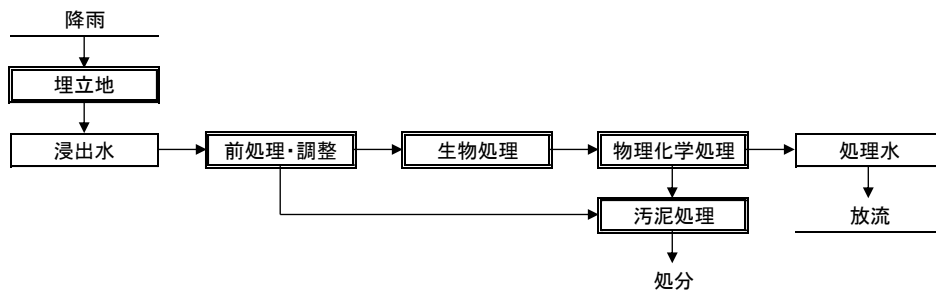 降雨
埋立地
浸出水
前処理・調整
生物処理
物理化学処理
処理水
汚泥処理
放流
処分